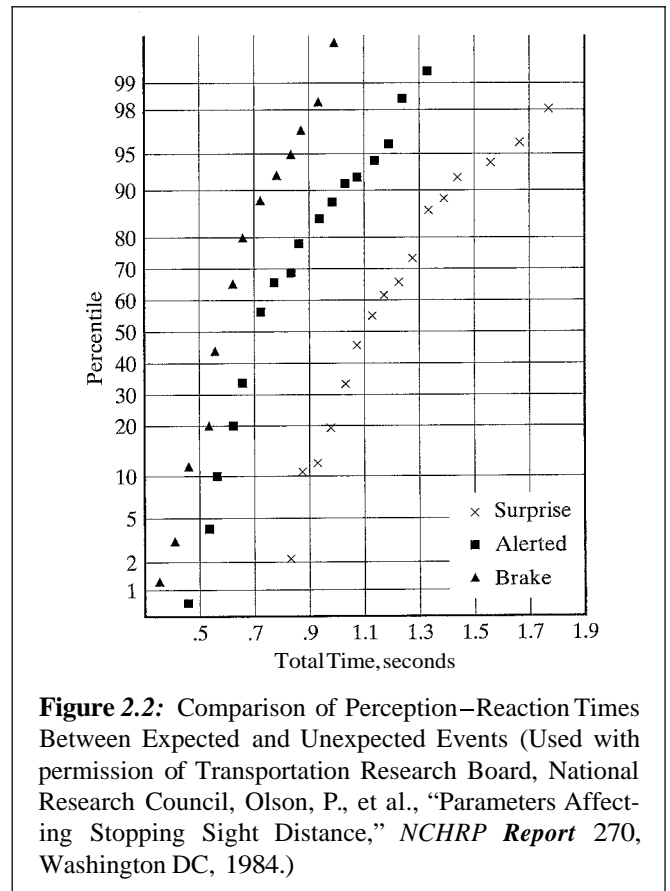 99
98
95
90
80
70
60
50
40
30
20
10
5
2
1
Percentile
× Surprise
■ Alerted
▲ Brake
.5 .7 .9 1.1 1.3 1.5 1.7 1.9
Total Time, seconds
Figure 2.2: Comparison of Perception–Reaction Times
Between Expected and Unexpected Events (Used with
permission of Transportation Research Board, National
Research Council, Olson, P., et al., “Parameters Affect-
ing Stopping Sight Distance,” NCHRP Report 270,
Washington DC, 1984.)